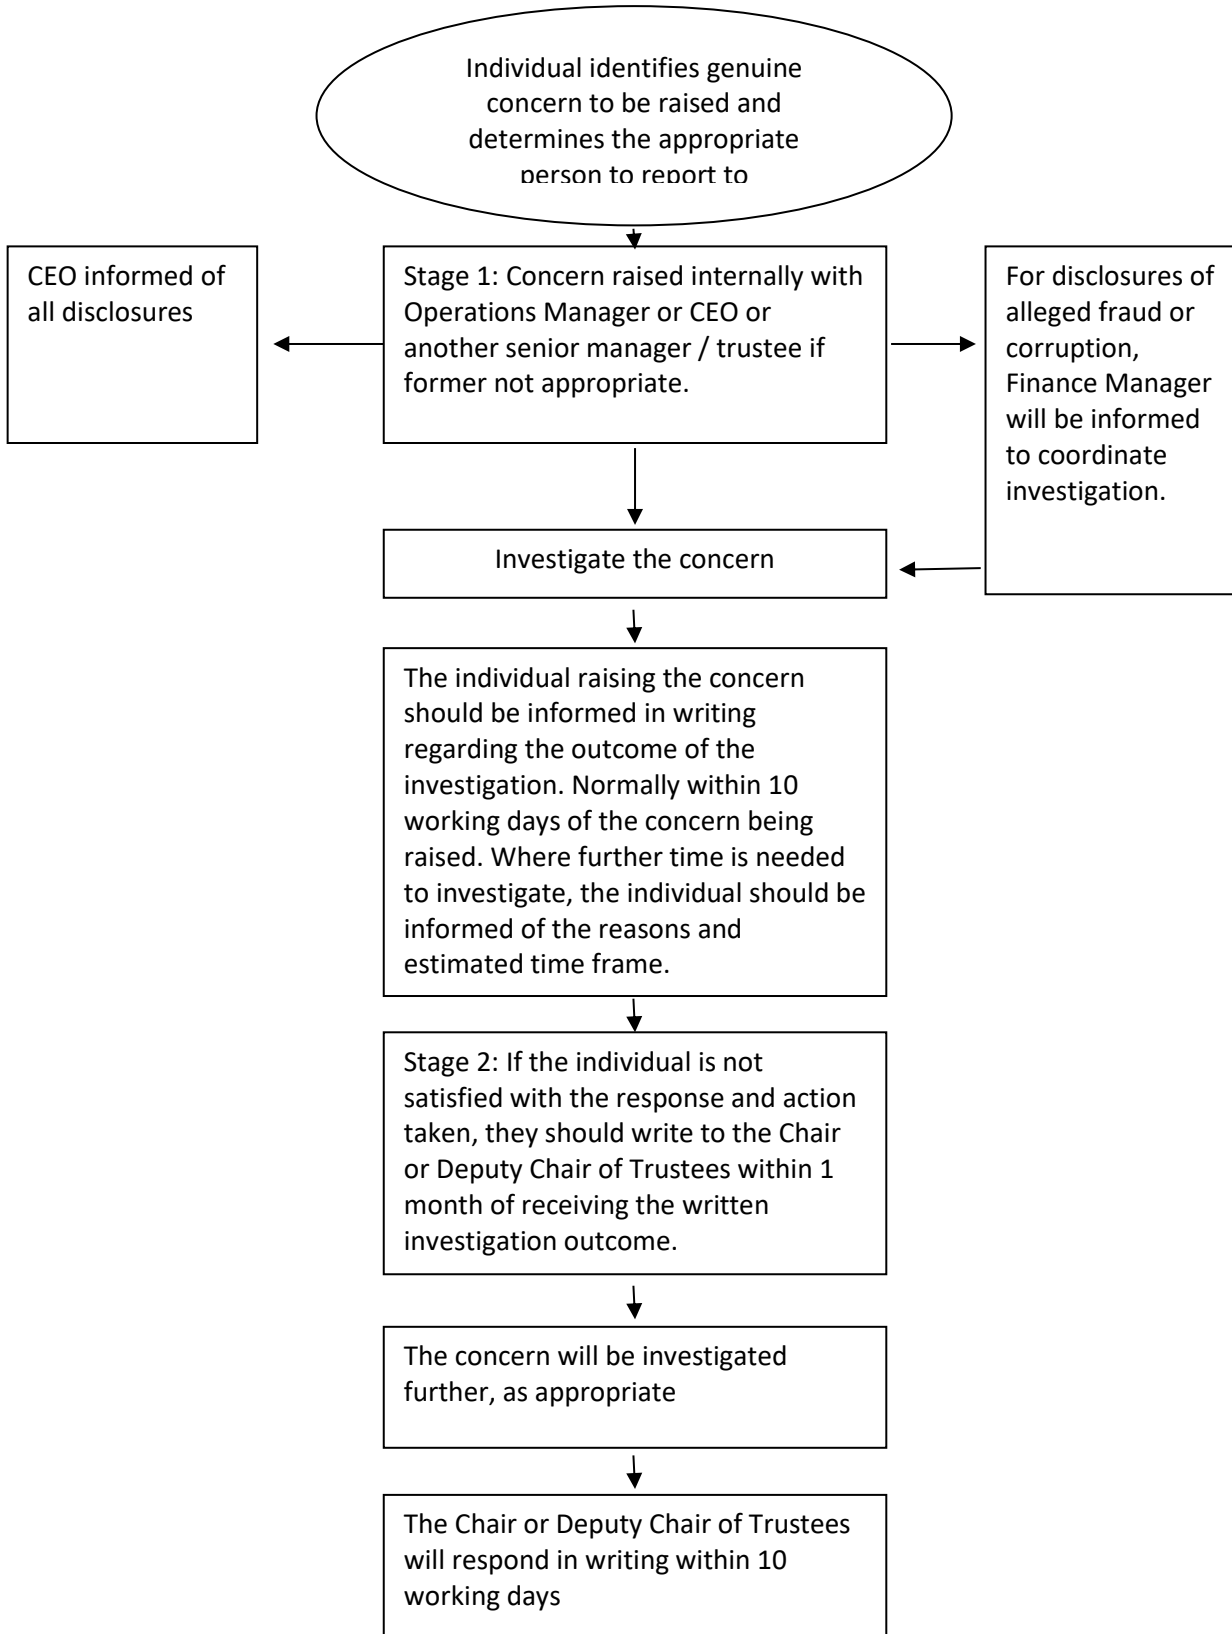 Individual identifies genuine
concern to be raised and
determines the appropriate
person to report to
CEO informed of
all disclosures
Stage 1: Concern raised internally with
Operations Manager or CEO or
another senior manager / trustee if
former not appropriate.
For disclosures of
alleged fraud or
corruption,
Finance Manager
will be informed
to coordinate
investigation.
Investigate the concern
The individual raising the concern
should be informed in writing
regarding the outcome of the
investigation. Normally within 10
working days of the concern being
raised. Where further time is needed
to investigate, the individual should be
informed of the reasons and
estimated time frame.
Stage 2: If the individual is not
satisfied with the response and action
taken, they should write to the Chair
or Deputy Chair of Trustees within 1
month of receiving the written
investigation outcome.
The concern will be investigated
further, as appropriate
The Chair or Deputy Chair of Trustees
will respond in writing within 10
working days